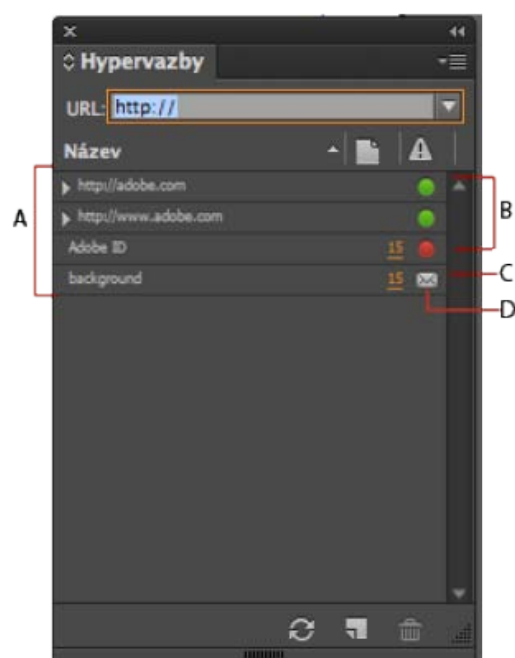 Hypervazby
URL: http://
Název
A
http://adobe.com
B
http://www.adobe.com
Adobe ID 15
background 15
C
D